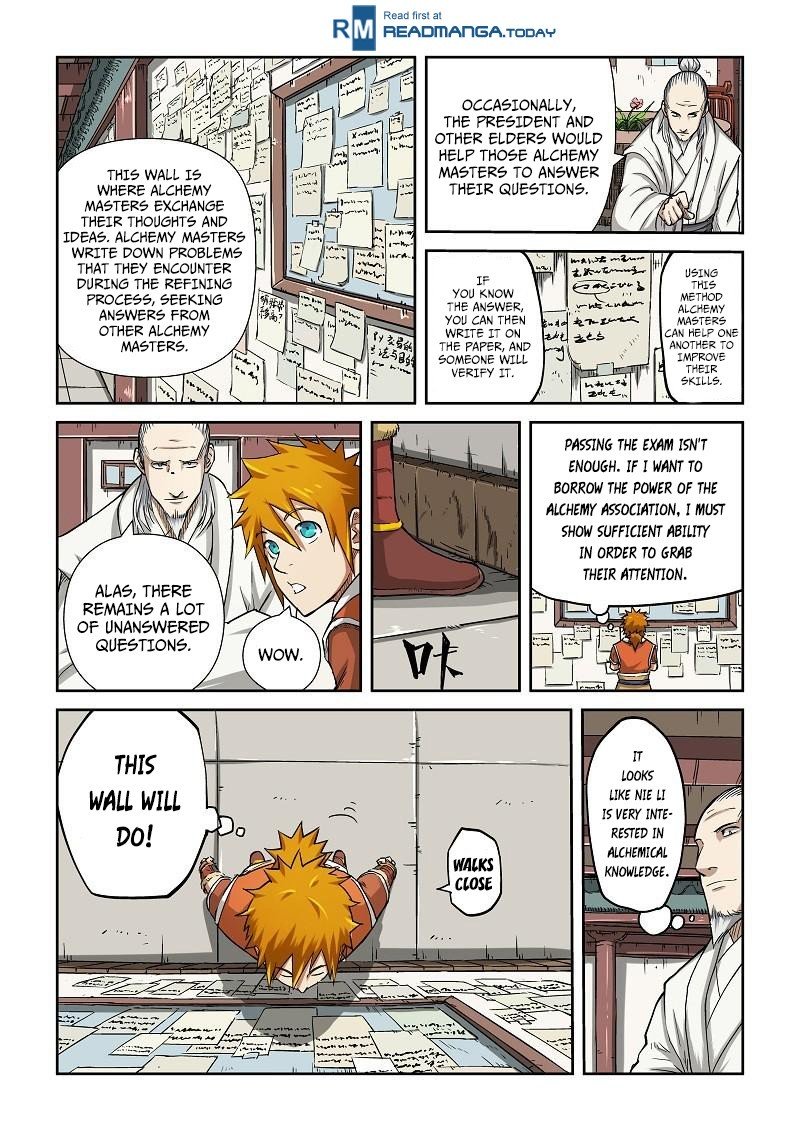 Read first at
RM READMANGA.TODAY
THIS WALL IS
WHERE ALCHEMY
MASTERS EXCHANGE
THEIR THOUGHTS AND
IDEAS. ALCHEMY MASTERS
WRITE DOWN PROBLEMS
THAT THEY ENCOUNTER
DURING THE REFINING
PROCESS, SEEKING
ANSWERS FROM
OTHER ALCHEMY
MASTERS.
OCCASIONALLY,
THE PRESIDENT AND
OTHER ELDERS WOULD
HELP THOSE ALCHEMY
MASTERS TO ANSWER
THEIR QUESTIONS.
IF
YOU KNOW
THE ANSWER,
YOU CAN THEN
WRITE IT ON
THE PAPER, AND
SOMEONE WILL
VERIFY IT.
USING
THIS
METHOD
ALCHEMY
MASTERS
CAN HELP ONE
ANOTHER TO
IMPROVE
THEIR
SKILLS.
ALAS, THERE
REMAINS A LOT
OF UNANSWERED
QUESTIONS.
WOW.
咔
PASSING THE EXAM ISN'T
ENOUGH. IF I WANT TO
BORROW THE POWER OF THE
ALCHEMY ASSOCIATION, I MUST
SHOW SUFFICIENT ABILITY
IN ORDER TO GRAB
THEIR ATTENTION.
THIS
WALL WILL
DO!
WALKS
CLOSE
IT
LOOKS
LIKE NIE LI
IS VERY INTE-
RESTED IN
ALCHEMICAL
KNOWLEDGE.